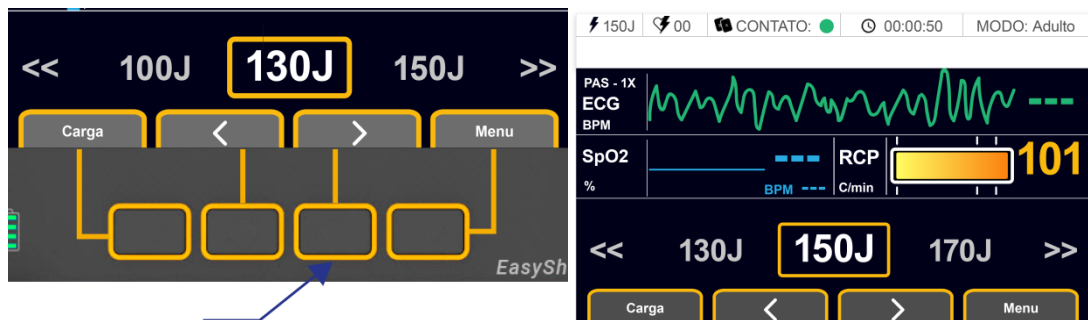 << 100J 130J 150J >>
Carga < > Menu
EasySh
150J 00 CONTATO: 00:00:50 MODO: Adulto
PAS - 1X
ECG ---
BPM
SpO2 --- RCP 101
% BPM --- C/min
<< 130J 150J 170J >>
Carga < > Menu